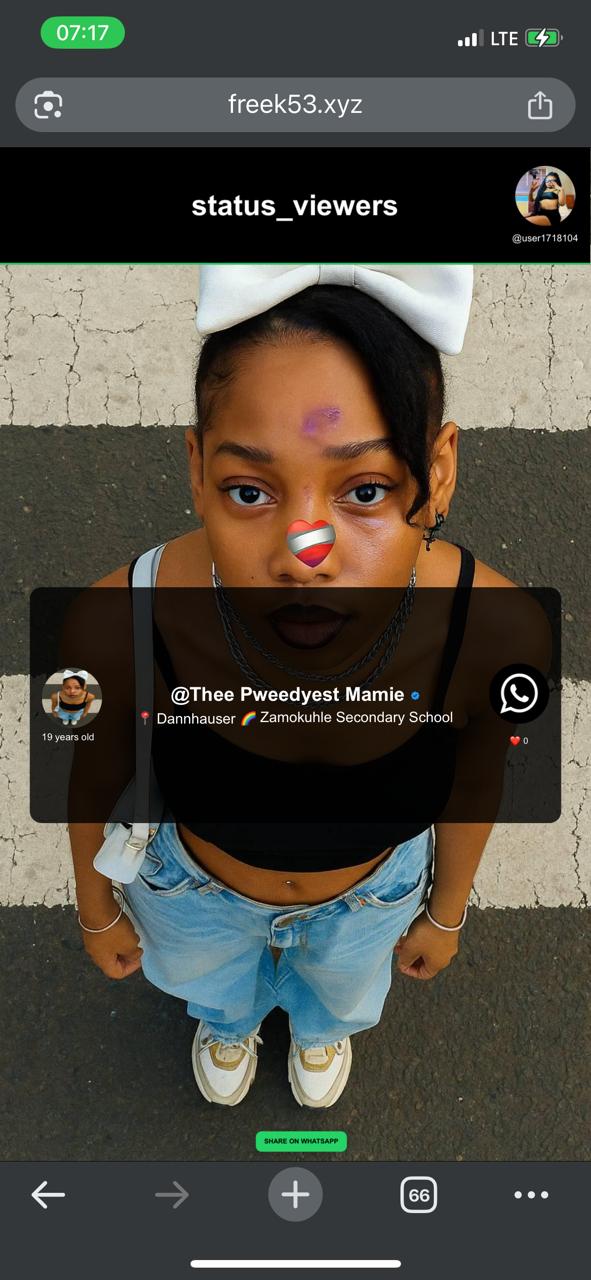 07:17
LTE
freek53.xyz
status_viewers
@user1718104
@Thee Pweedyest Mamie
📍 Dannhauser 🌈 Zamokuhle Secondary School
19 years old
❤️ 0
SHARE ON WHATSAPP
66